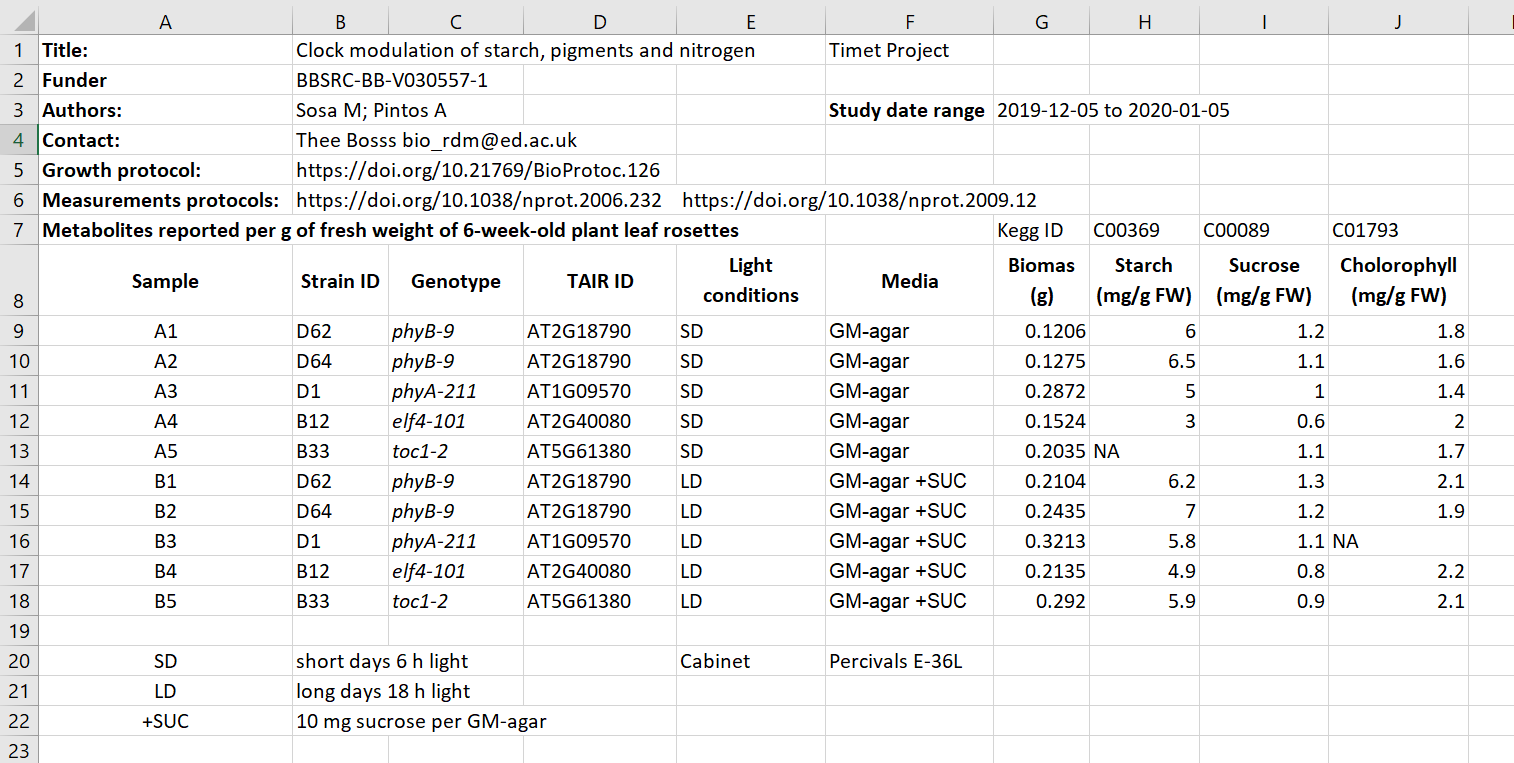 A B C D E F G H I J
1 Title: Clock modulation of starch, pigments and nitrogen Timet Project
2 Funder BBSRC-BB-V030557-1
3 Authors: Sosa M; Pintos A Study date range 2019-12-05 to 2020-01-05
4 Contact: Thee Bosss bio_rdm@ed.ac.uk
5 Growth protocol: https://doi.org/10.21769/BioProtoc.126
6 Measurements protocols: https://doi.org/10.1038/nprot.2006.232 https://doi.org/10.1038/nprot.2009.12
7 Metabolites reported per g of fresh weight of 6-week-old plant leaf rosettes Kegg ID C00369 C00089 C01793
8 Sample Strain ID Genotype TAIR ID Light conditions Media Biomas (g) Starch (mg/g FW) Sucrose (mg/g FW) Cholorophyll (mg/g FW)
9 A1 D62 phyB-9 AT2G18790 SD GM-agar 0.1206 6 1.2 1.8
10 A2 D64 phyB-9 AT2G18790 SD GM-agar 0.1275 6.5 1.1 1.6
11 A3 D1 phyA-211 AT1G09570 SD GM-agar 0.2872 5 1 1.4
12 A4 B12 elf4-101 AT2G40080 SD GM-agar 0.1524 3 0.6 2
13 A5 B33 toc1-2 AT5G61380 SD GM-agar 0.2035 NA 1.1 1.7
14 B1 D62 phyB-9 AT2G18790 LD GM-agar +SUC 0.2104 6.2 1.3 2.1
15 B2 D64 phyB-9 AT2G18790 LD GM-agar +SUC 0.2435 7 1.2 1.9
16 B3 D1 phyA-211 AT1G09570 LD GM-agar +SUC 0.3213 5.8 1.1 NA
17 B4 B12 elf4-101 AT2G40080 LD GM-agar +SUC 0.2135 4.9 0.8 2.2
18 B5 B33 toc1-2 AT5G61380 LD GM-agar +SUC 0.292 5.9 0.9 2.1
19
20 SD short days 6 h light Cabinet Percivals E-36L
21 LD long days 18 h light
22 +SUC 10 mg sucrose per GM-agar
23